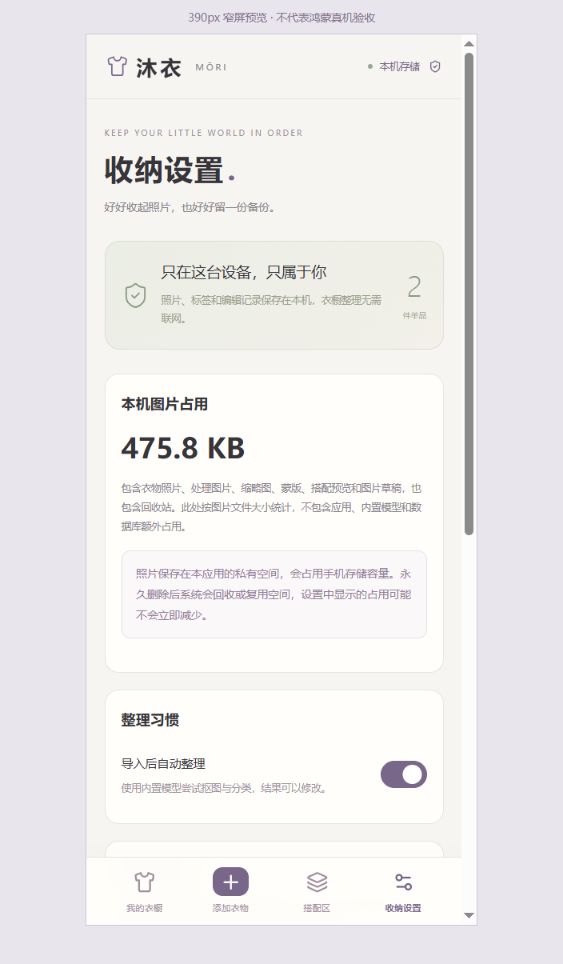 390px 窄屏预览 · 不代表鸿蒙真机验收
沐衣 MÓRI 本机存储
KEEP YOUR LITTLE WORLD IN ORDER
收纳设置.
好好收起照片，也好好留一份备份。
只在这台设备，只属于你
照片、标签和编辑记录保存在本机，衣橱整理无需
联网。
2
件单品
本机图片占用
475.8 KB
包含衣物照片、处理图片、缩略图、蒙版、搭配预览和图片草稿，也
包含回收站。此处按图片文件大小统计，不包含应用、内置模型和数
据库额外占用。
照片保存在本应用的私有空间，会占用手机存储容量。永
久删除后系统会回收或复用空间，设置中显示的占用可能
不会立即减少。
整理习惯
导入后自动整理
使用内置模型尝试抠图与分类，结果可以修改。
我的衣橱 添加衣物 搭配区 收纳设置